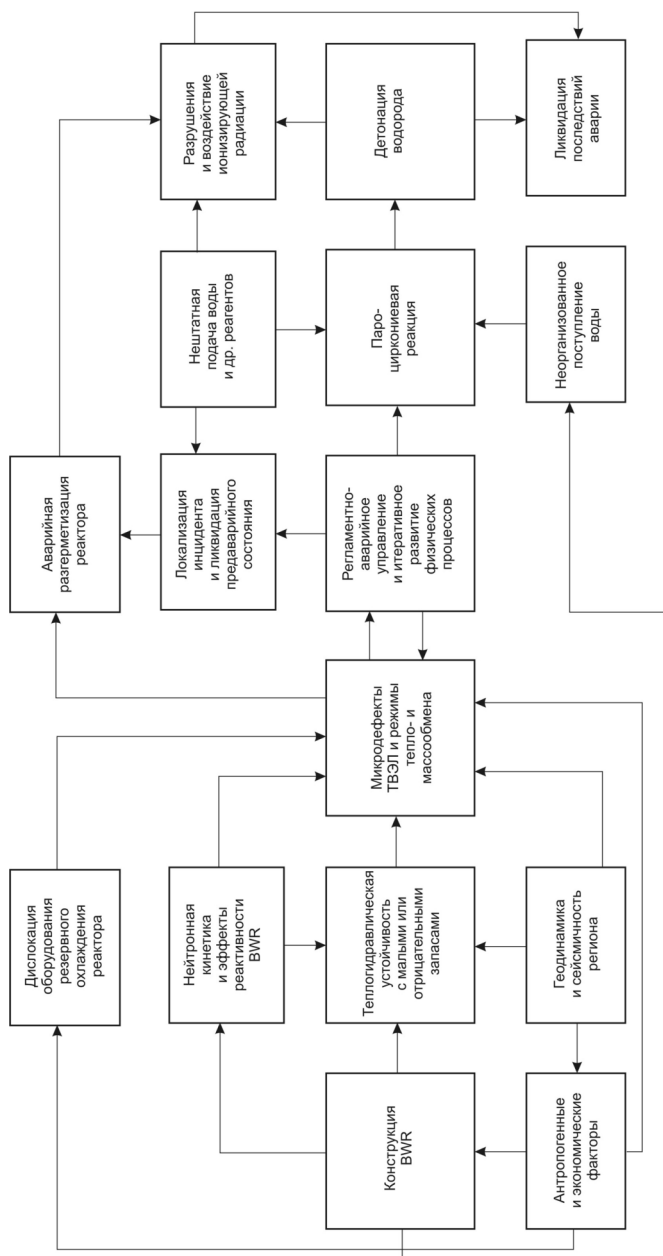 Дислокация
оборудования
резервного
охлаждения
реактора
Аварийная
разгерметизация
реактора
Нейтронная
кинетика
и эффекты
реактивности
BWR
Локализация
инцидента
и ликвидация
предаварийного
состояния
Нештатная
подача воды
и др. реагентов
Разрушения
и воздействие
ионизирующей
радиации
Конструкция
BWR
Теплогидравлическая
устойчивость
с малыми или
отрицательными
запасами
Микродефекты
ТВЭЛ и режимы
тепло- и
массообмена
Регламентно-
аварийное
управление
и итеративное
развитие
физических
процессов
Паро-
циркониевая
реакция
Детонация
водорода
Антропогенные
и экономические
факторы
Геодинамика
и сейсмичность
региона
Неорганизованное
поступление
воды
Ликвидация
последствий
аварии